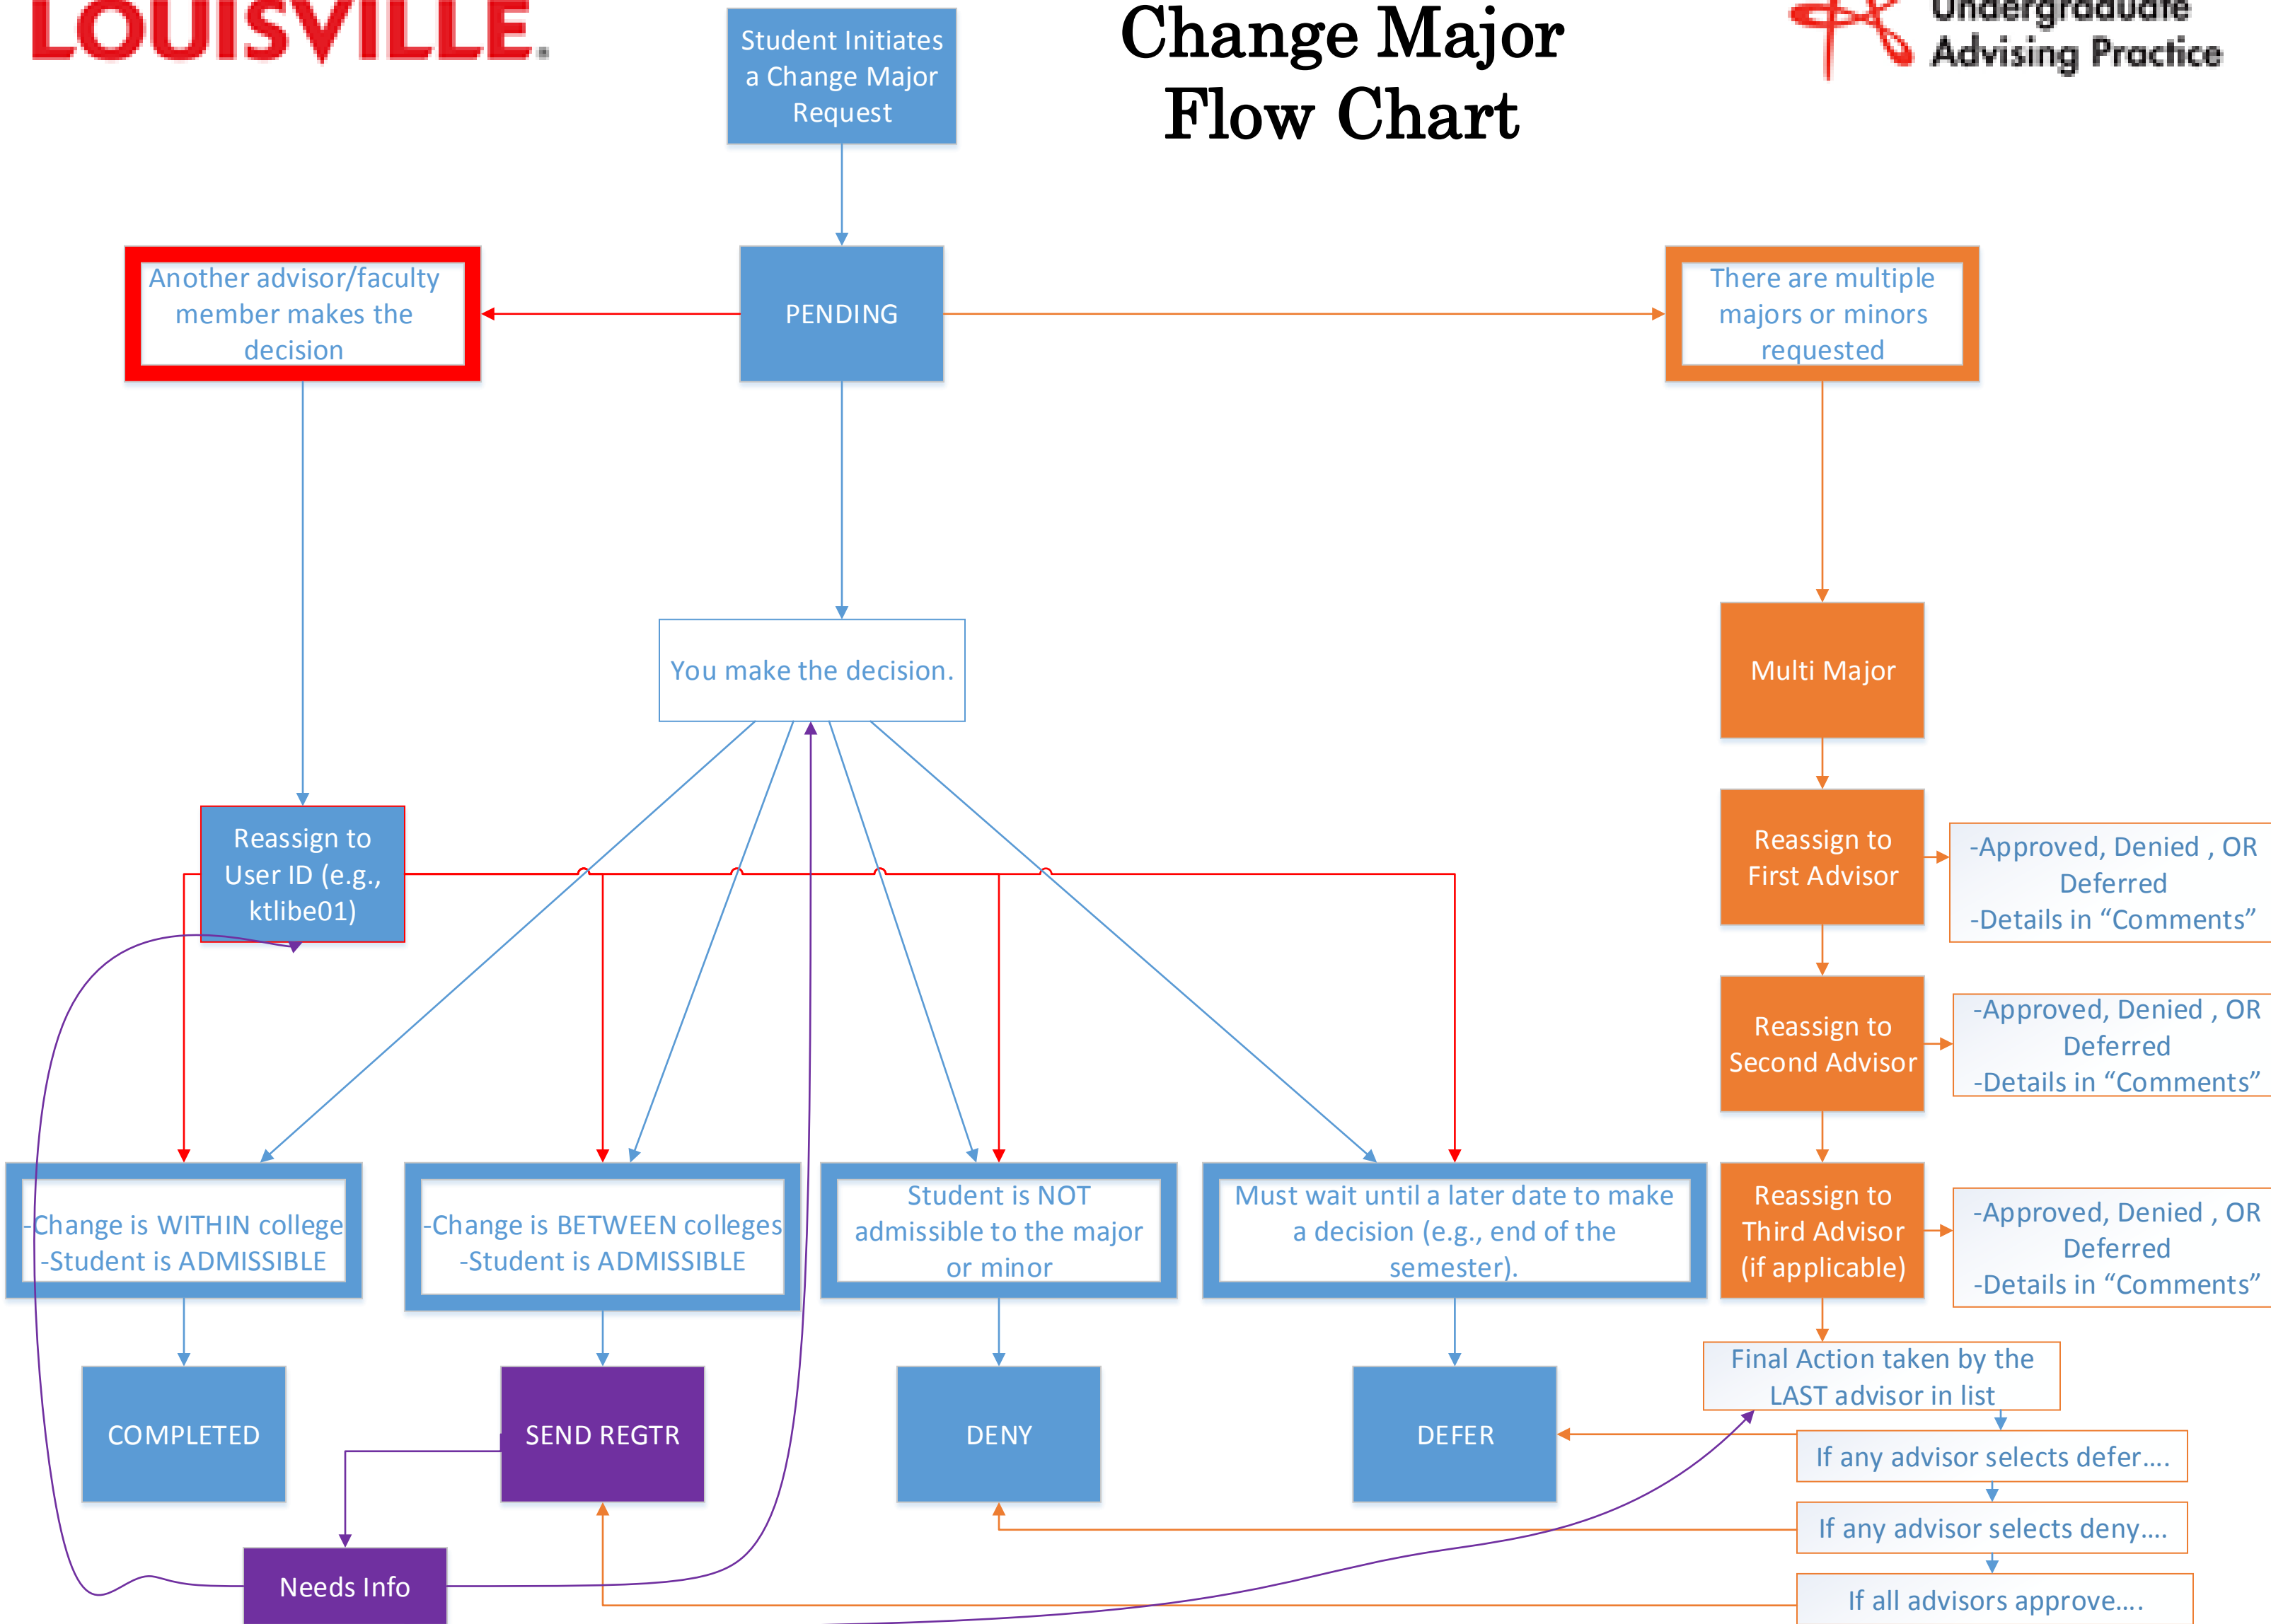 LOUISVILLE.
Student Initiates
a Change Major
Request
Change Major
Flow Chart
Undergraduate
Advising Practice
Another advisor/faculty
member makes the
decision
PENDING
There are multiple
majors or minors
requested
You make the decision.
Multi Major
Reassign to
User ID (e.g.,
ktlibe01)
Reassign to
First Advisor
-Approved, Denied , OR
Deferred
-Details in “Comments”
Reassign to
Second Advisor
-Approved, Denied , OR
Deferred
-Details in “Comments”
-Change is WITHIN college
-Student is ADMISSIBLE
-Change is BETWEEN colleges
-Student is ADMISSIBLE
Student is NOT
admissible to the major
or minor
Must wait until a later date to make
a decision (e.g., end of the
semester).
Reassign to
Third Advisor
(if applicable)
-Approved, Denied , OR
Deferred
-Details in “Comments”
Final Action taken by the
LAST advisor in list
COMPLETED
SEND REGTR
DENY
DEFER
If any advisor selects defer....
If any advisor selects deny....
Needs Info
If all advisors approve....